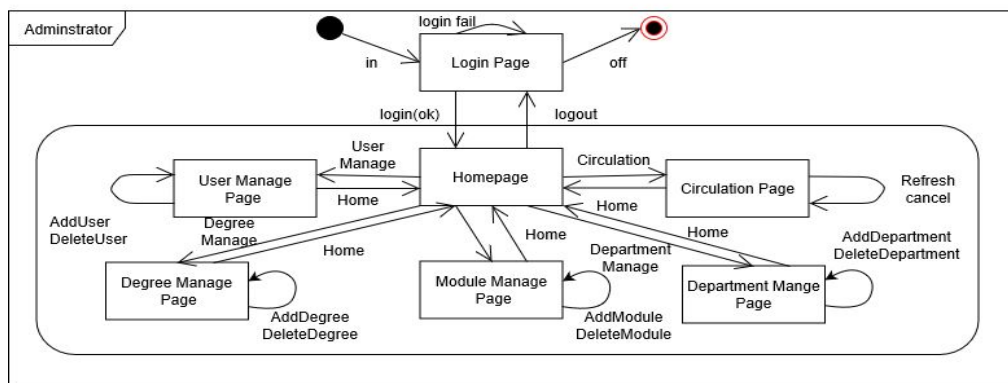 Adminstrator
login fail
in
Login Page
off
login(ok)
logout
User
Manage
Circulation
User Manage
Page
Homepage
Circulation Page
Refresh
cancel
Home
Home
AddUser
DeleteUser
Degree
Manage
Home
Home
Home
Department
Manage
AddDepartment
DeleteDepartment
Degree Manage
Page
Module Manage
Page
Department Mange
Page
AddDegree
DeleteDegree
AddModule
DeleteModule